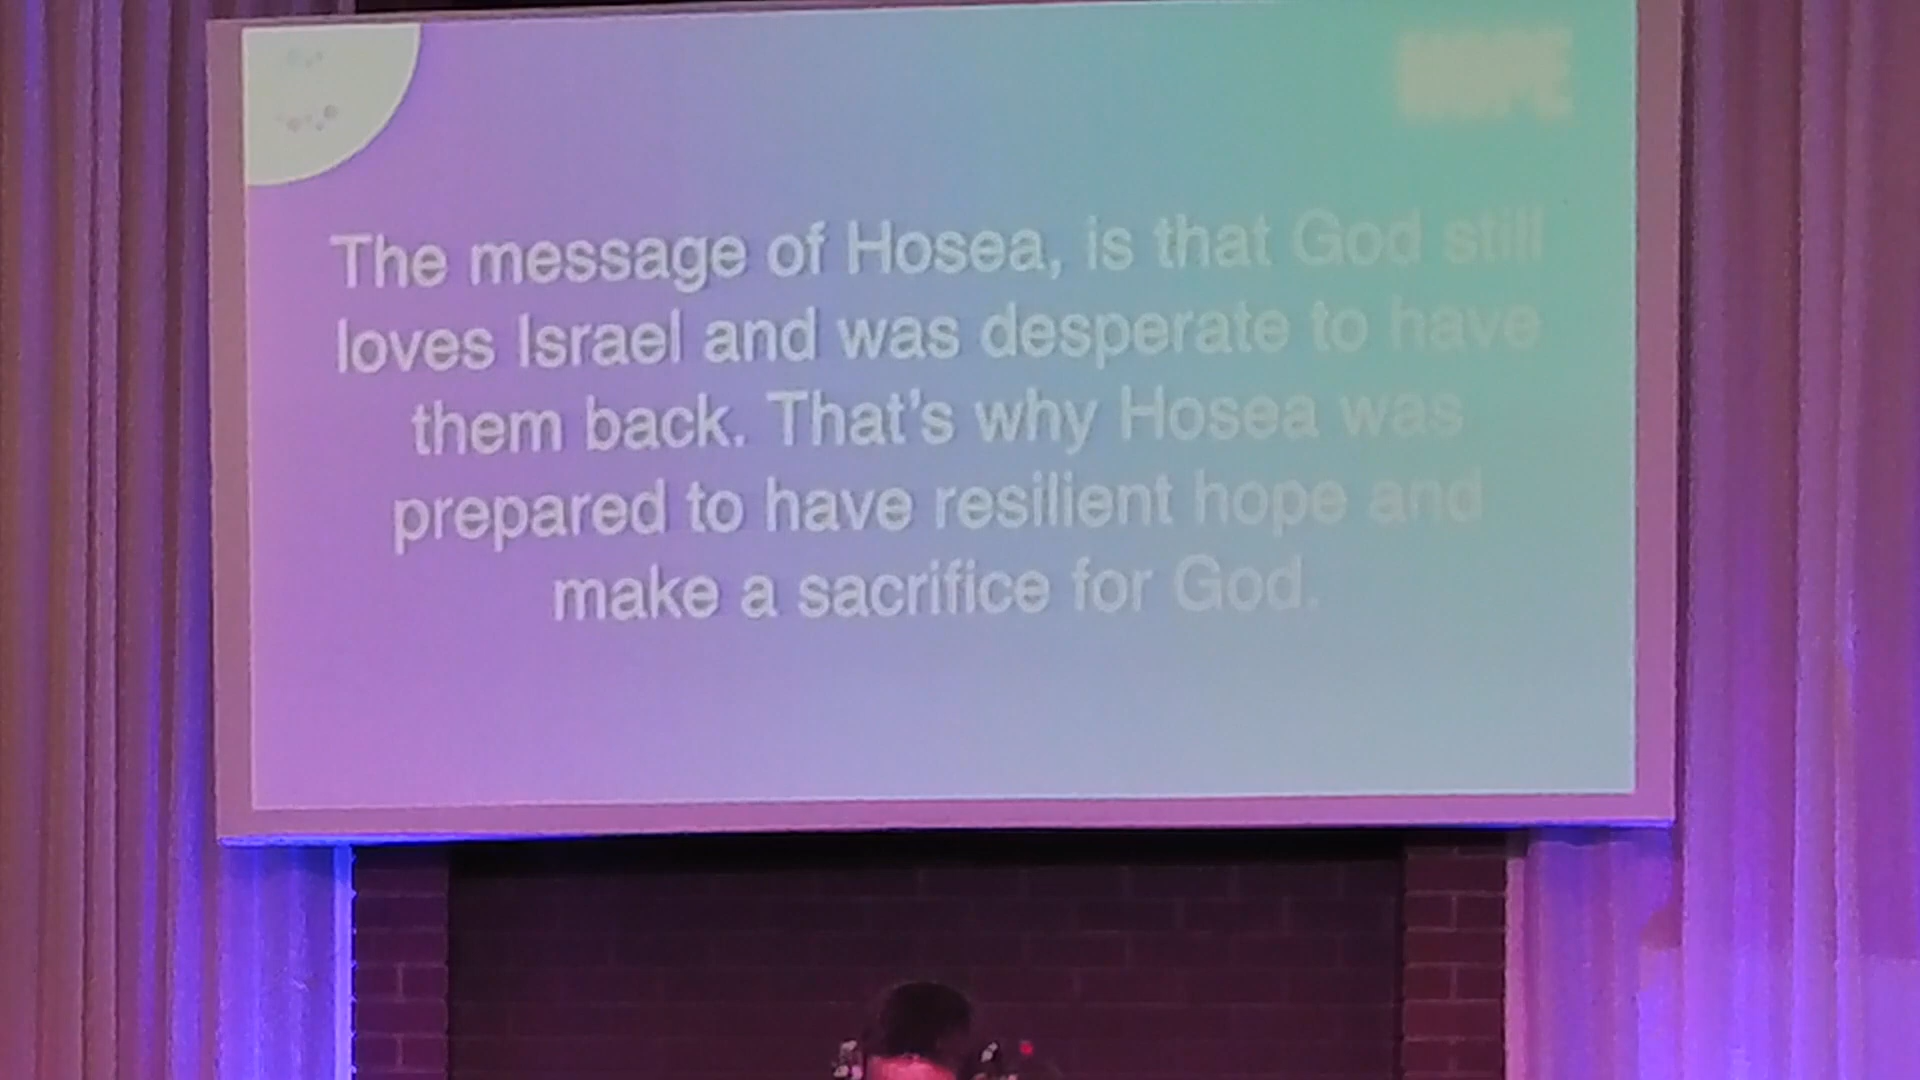 HOPE
The message of Hosea, is that God still
loves Israel and was desperate to have
them back. That's why Hosea was
prepared to have resilient hope and
make a sacrifice for God.